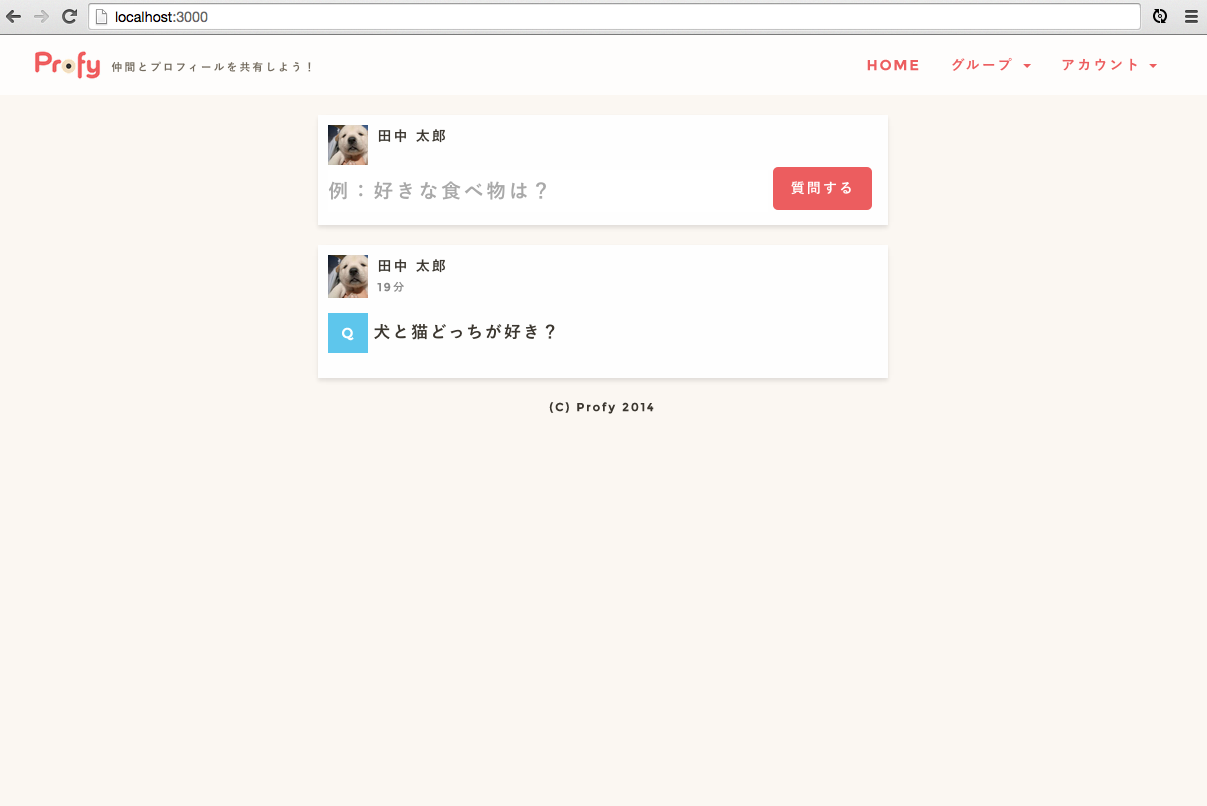 localhost:3000
Profy 仲間とプロフィールを共有しよう！
HOME グループ アカウント
田中 太郎
例：好きな食べ物は？
質問する
田中 太郎
19分
Q 犬と猫どっちが好き？
(C) Profy 2014